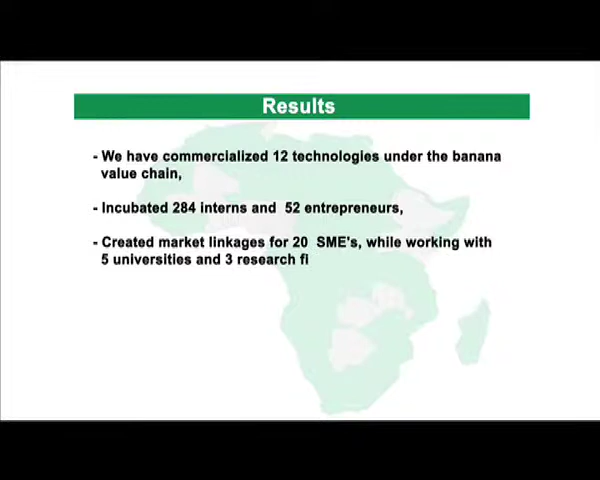 Results
- We have commercialized 12 technologies under the banana
value chain,
- Incubated 284 interns and 52 entrepreneurs,
- Created market linkages for 20 SME's, while working with
5 universities and 3 research fi